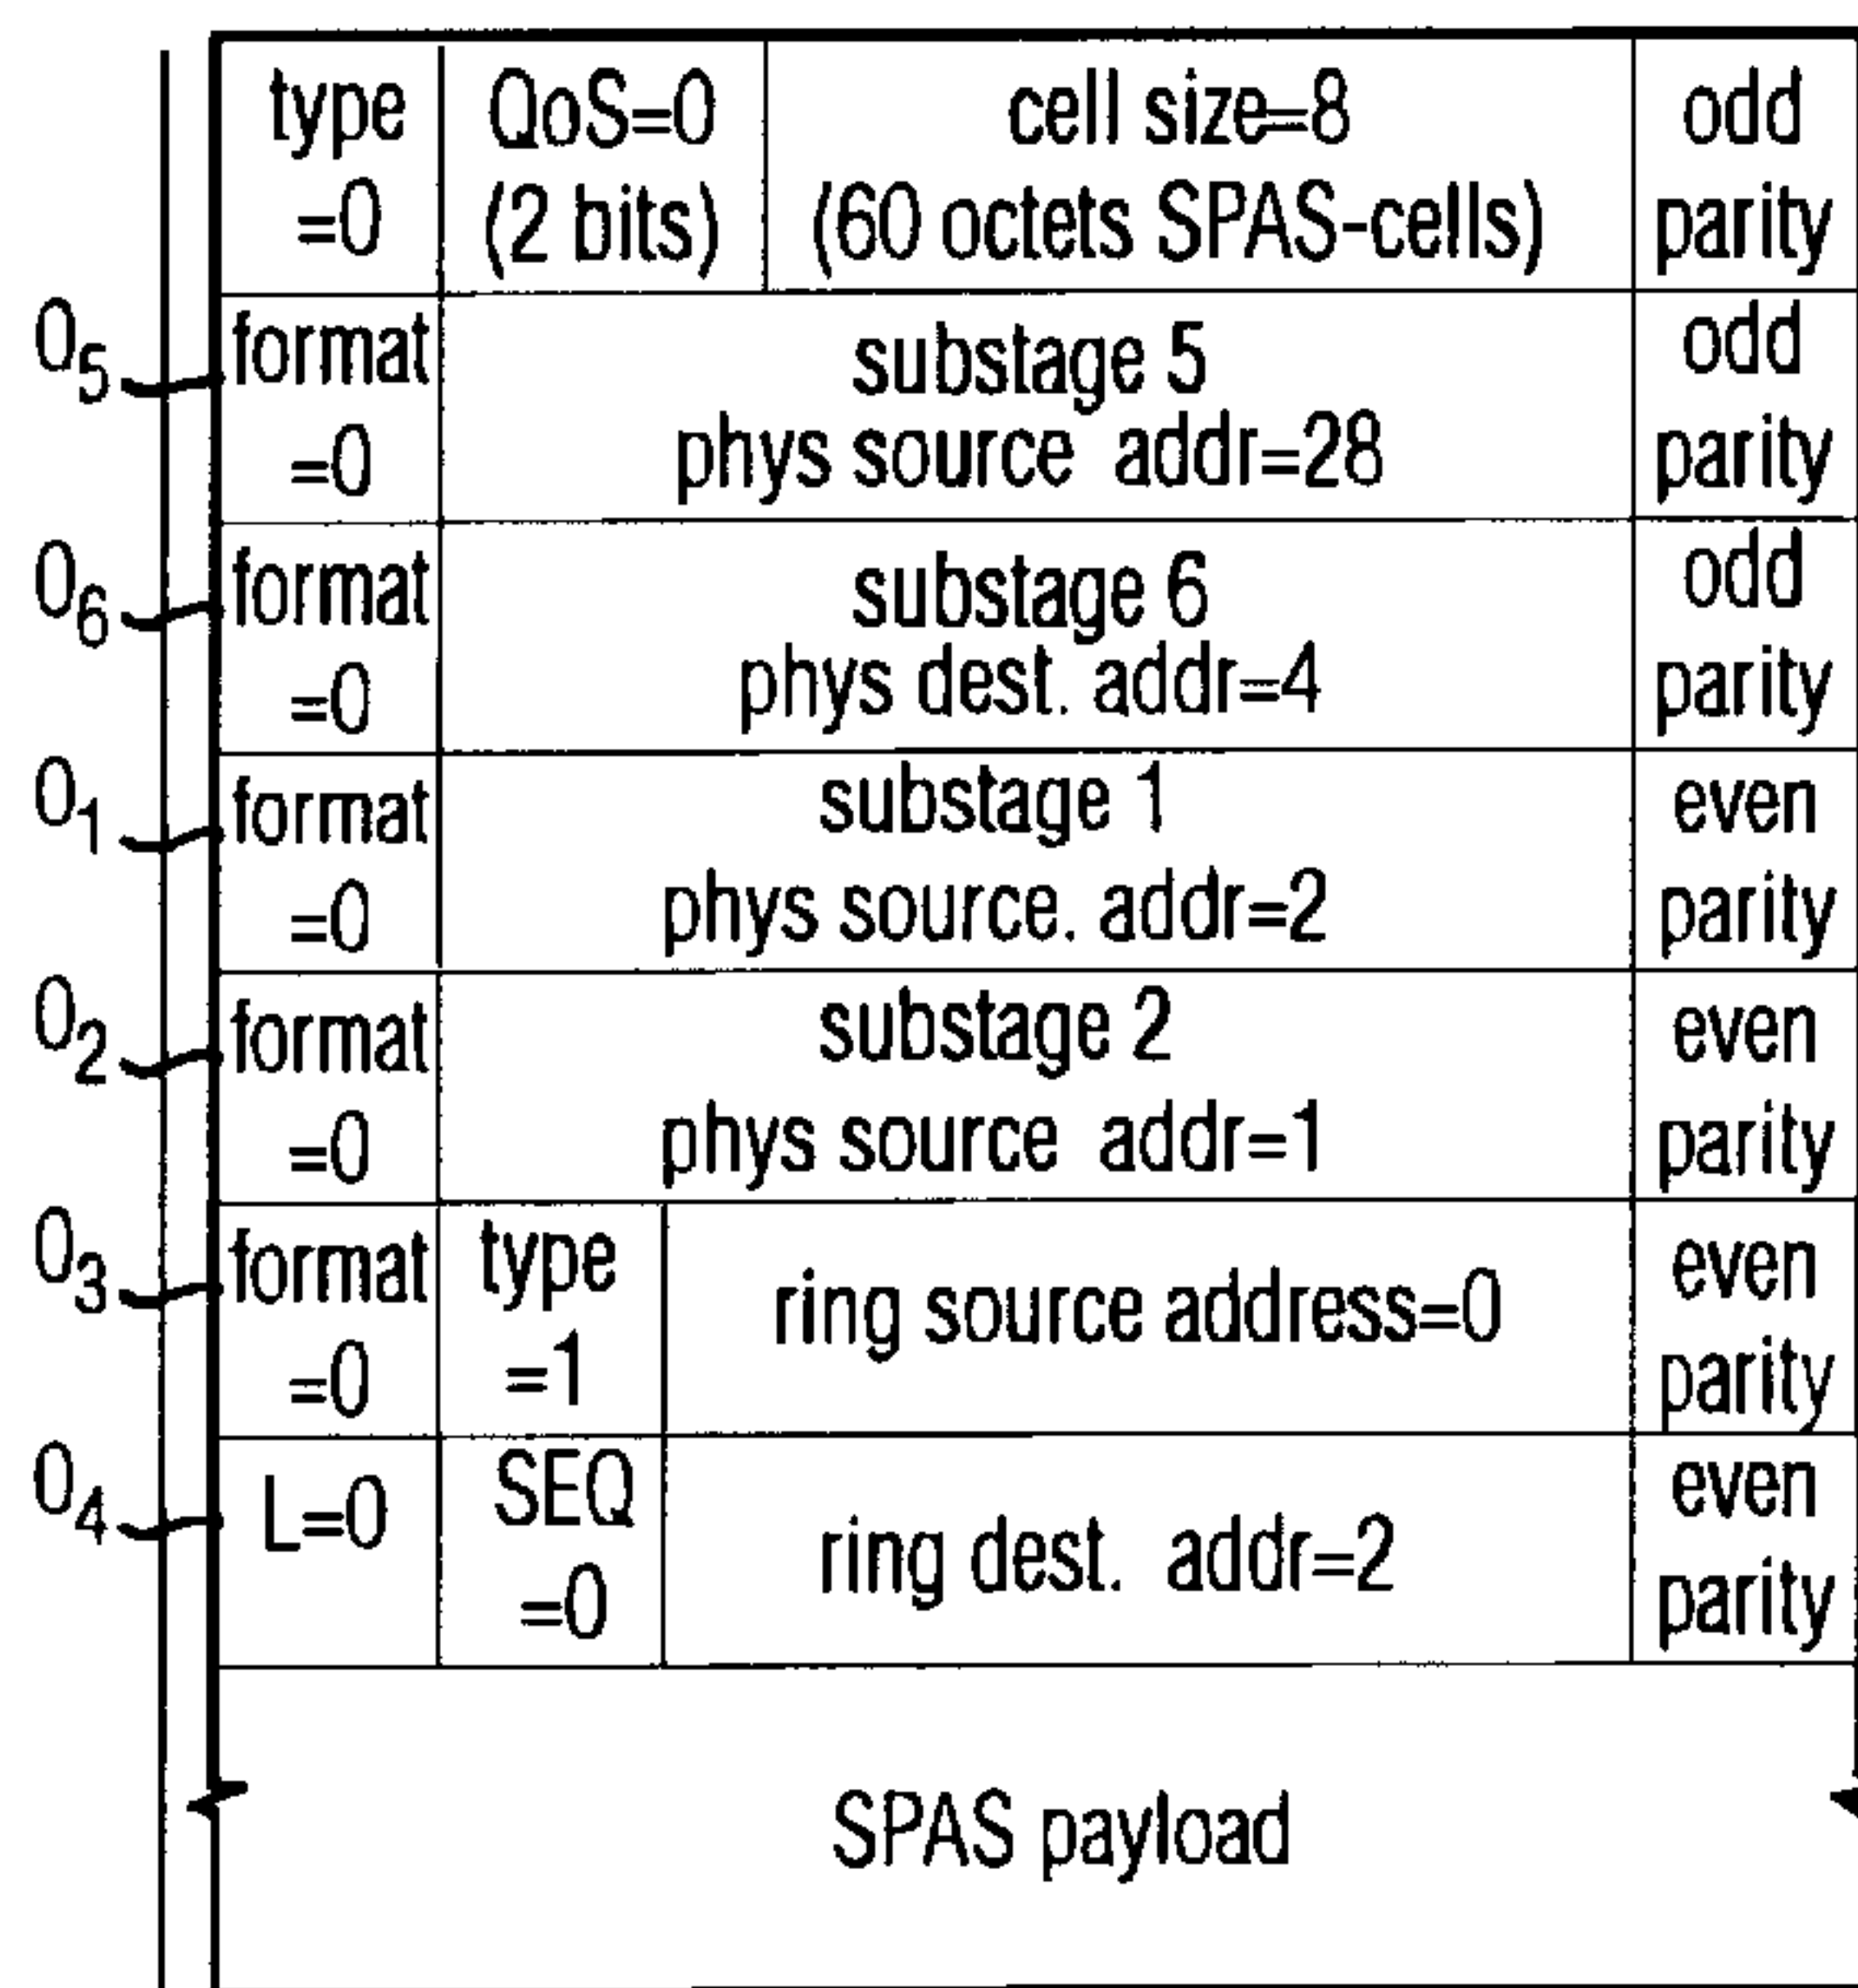 type QoS=0 cell size=8 odd
=0 (2 bits) (60 octets SPAS-cells) parity
O5 format substage 5 odd
=0 phys source addr=28 parity
O6 format substage 6 odd
=0 phys dest. addr=4 parity
O1 format substage 1 even
=0 phys source. addr=2 parity
O2 format substage 2 even
=0 phys source addr=1 parity
O3 format type ring source address=0 even
=0 =1 parity
O4 L=0 SEQ ring dest. addr=2 even
=0 parity
SPAS payload